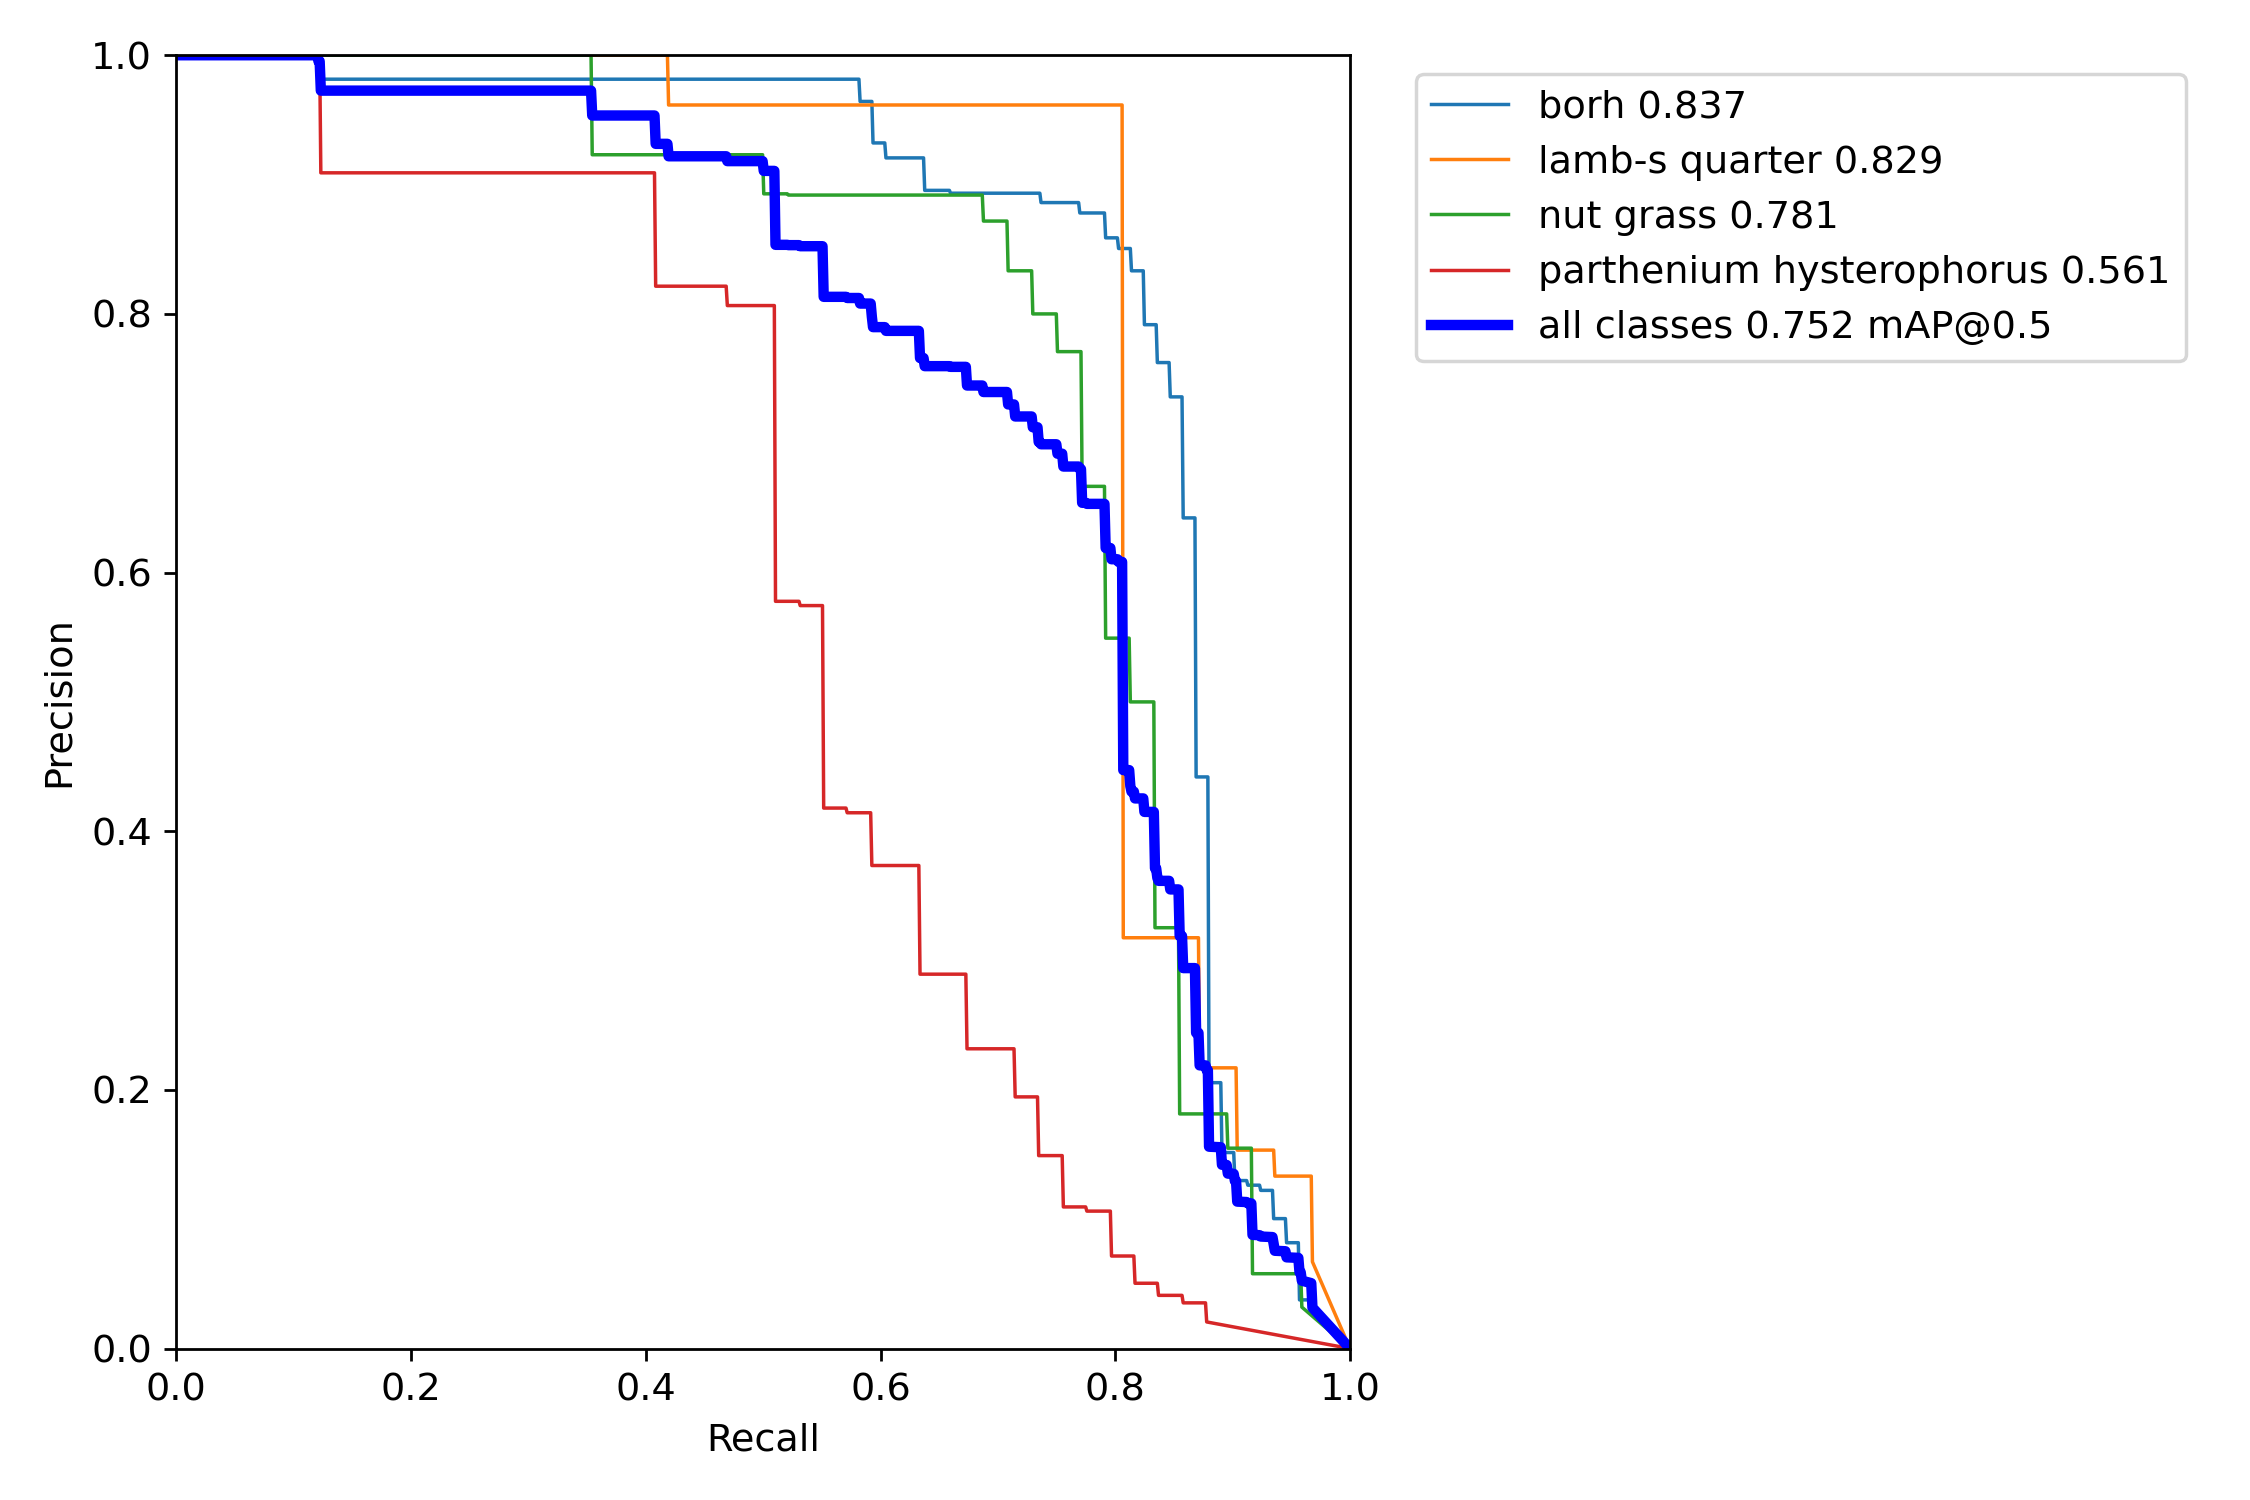 1.0
0.8
0.6
0.4
0.2
0.0
Precision
0.0 0.2 0.4 0.6 0.8 1.0
Recall
borh 0.837
lamb-s quarter 0.829
nut grass 0.781
parthenium hysterophorus 0.561
all classes 0.752 mAP@0.5